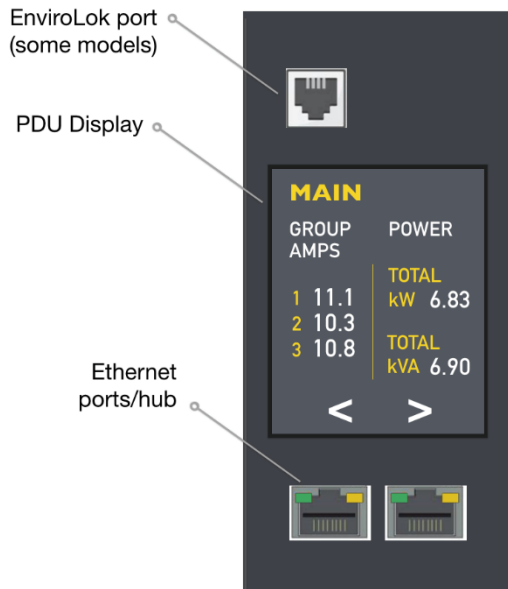 EnviroLok port
(some models)
PDU Display
MAIN
GROUP AMPS
POWER
1 11.1
2 10.3
3 10.8
TOTAL
kW 6.83
TOTAL
kVA 6.90
< >
Ethernet
ports/hub